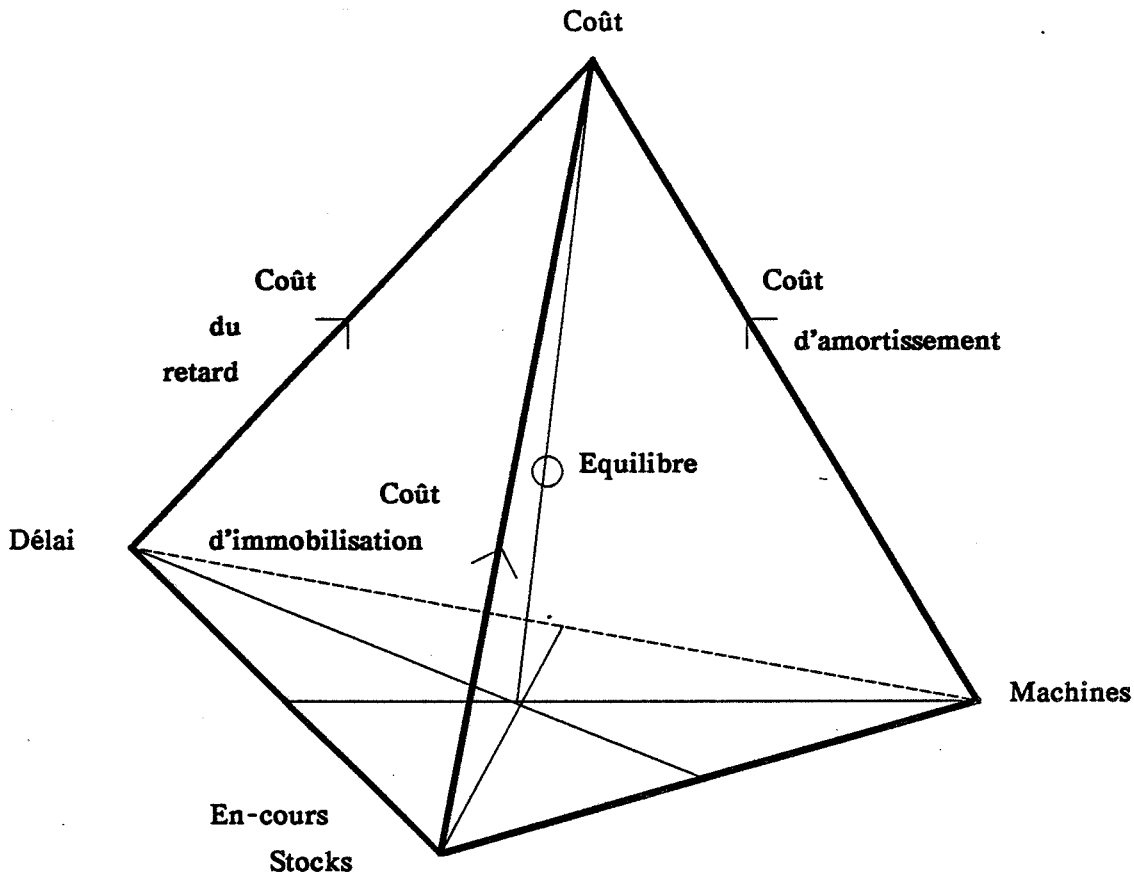 Coût
Coût
du
retard
Coût
d'amortissement
Equilibre
Coût
d'immobilisation
Délai
Machines
En-cours
Stocks